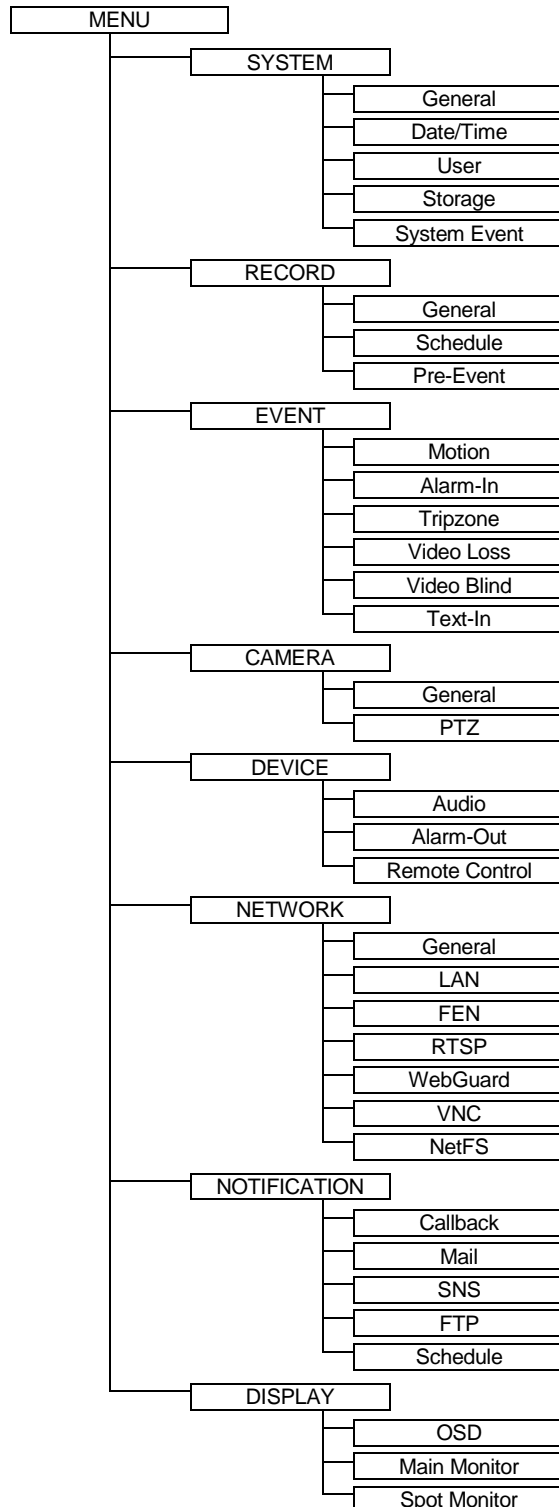 MENU
SYSTEM
General
Date/Time
User
Storage
System Event
RECORD
General
Schedule
Pre-Event
EVENT
Motion
Alarm-In
Tripzone
Video Loss
Video Blind
Text-In
CAMERA
General
PTZ
DEVICE
Audio
Alarm-Out
Remote Control
NETWORK
General
LAN
FEN
RTSP
WebGuard
VNC
NetFS
NOTIFICATION
Callback
Mail
SNS
FTP
Schedule
DISPLAY
OSD
Main Monitor
Spot Monitor